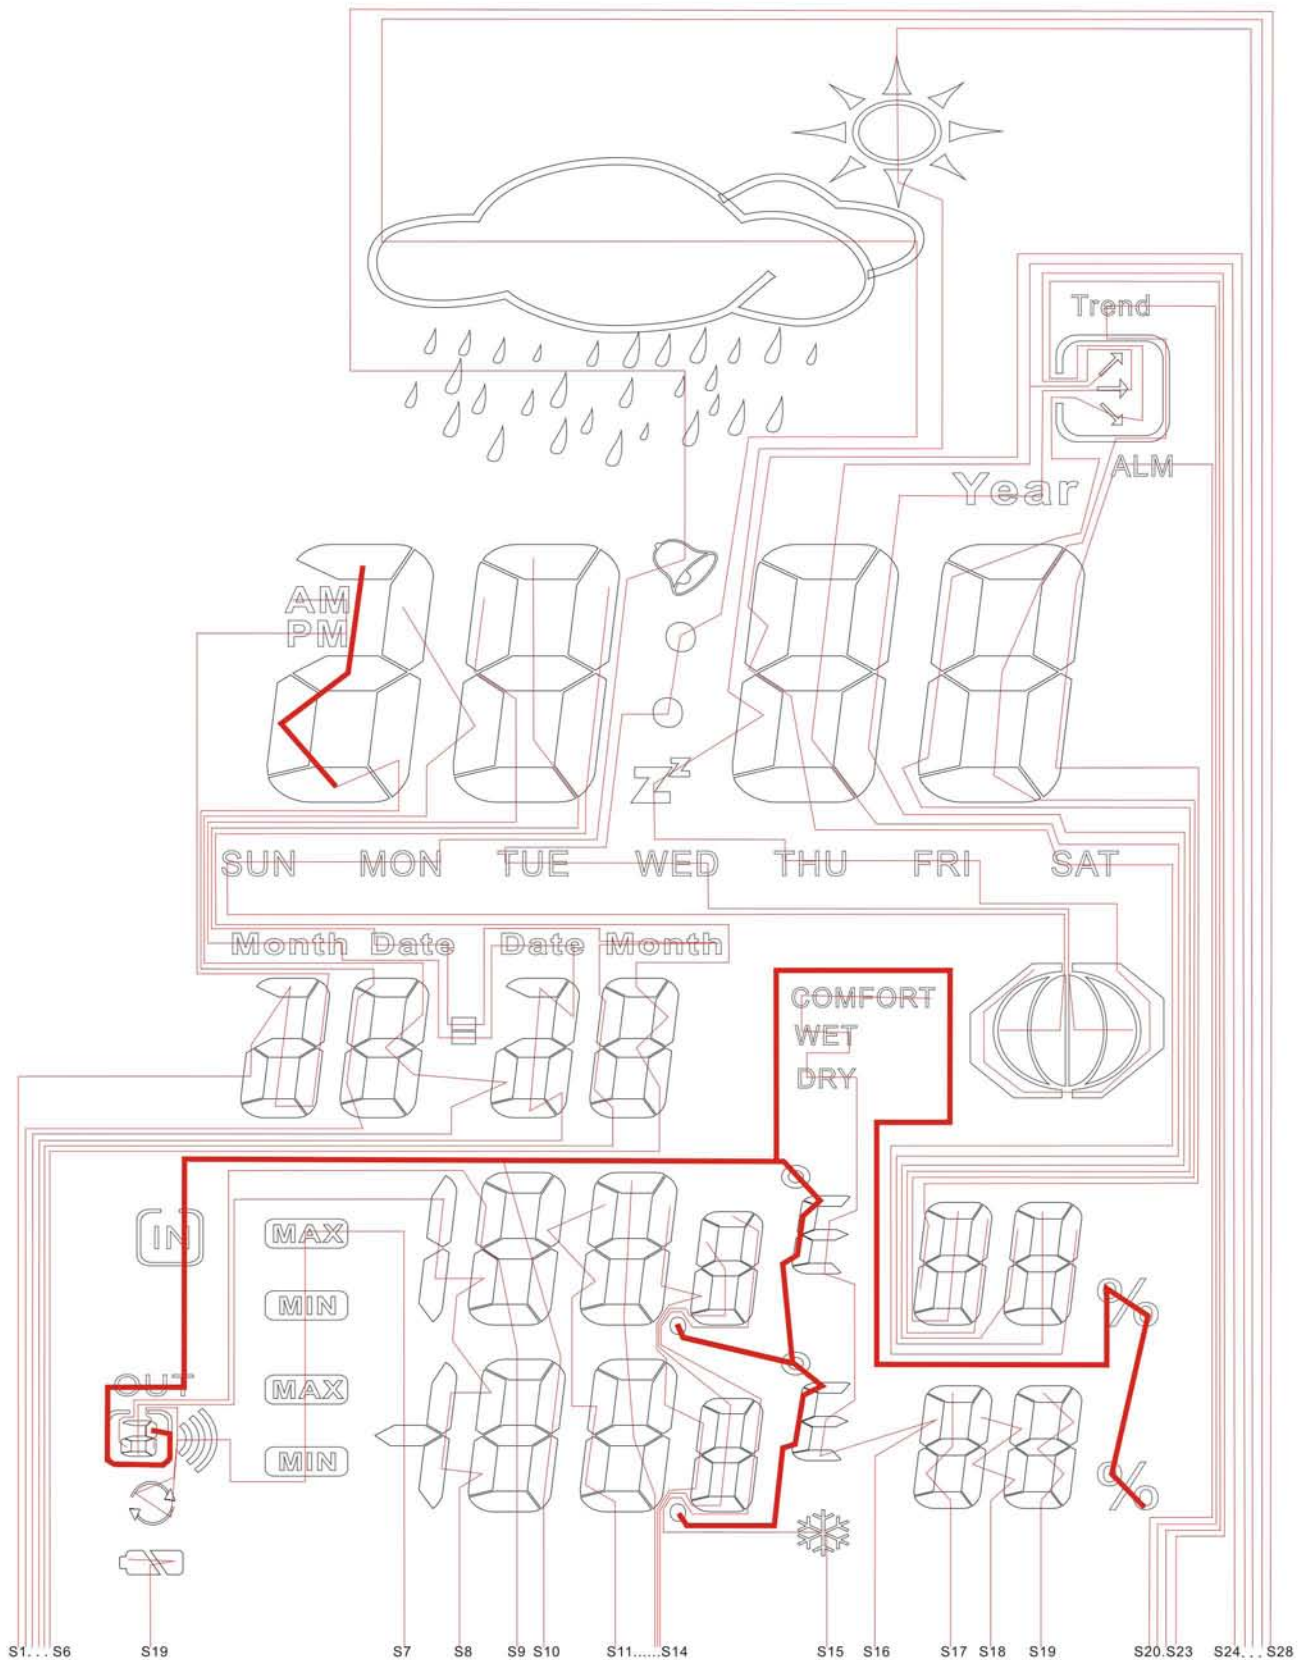 Trend
ALM
Year
AM
PM
Zz
SUN MON TUE WED THU FRI SAT
Month Date Date Month
COMFORT
WET
DRY
IN
MAX
MIN
%
OUT
MAX
MIN
%
S1...S6 S19 S7 S8 S9 S10 S11......S14 S15 S16 S17 S18 S19 S20.S23 S24...S28